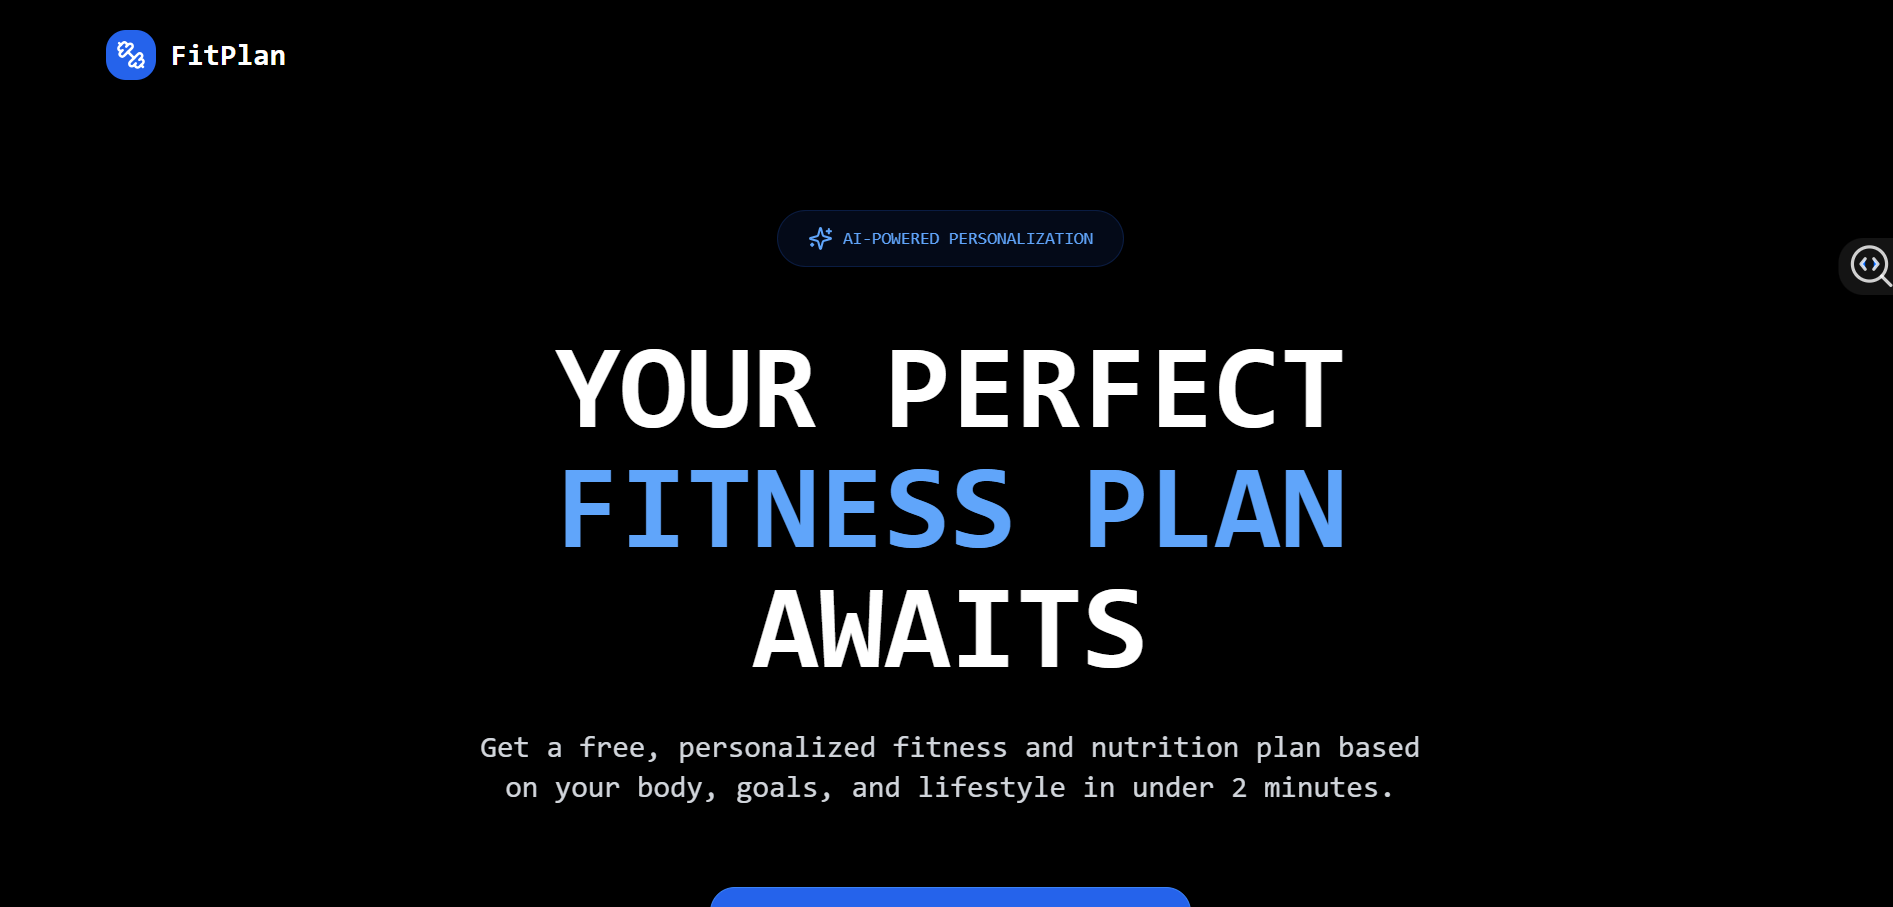 FitPlan
AI-POWERED PERSONALIZATION
YOUR PERFECT
FITNESS PLAN
AWAITS
Get a free, personalized fitness and nutrition plan based
on your body, goals, and lifestyle in under 2 minutes.